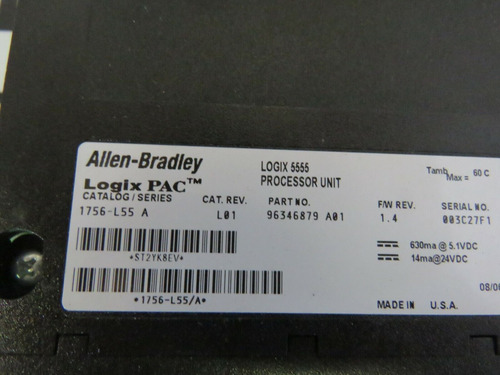 Allen-Bradley
Logix PAC™
LOGIX 5555
PROCESSOR UNIT
Tamb Max = 60 C
CATALOG / SERIES CAT. REV. PART NO. F/W REV. SERIAL NO.
1756-L55 A L01 96346879 A01 1.4 003C27F1
*ST2YK8EV*
630ma @ 5.1VDC
14ma@24VDC
*1756-L55/A*
MADE IN U.S.A.